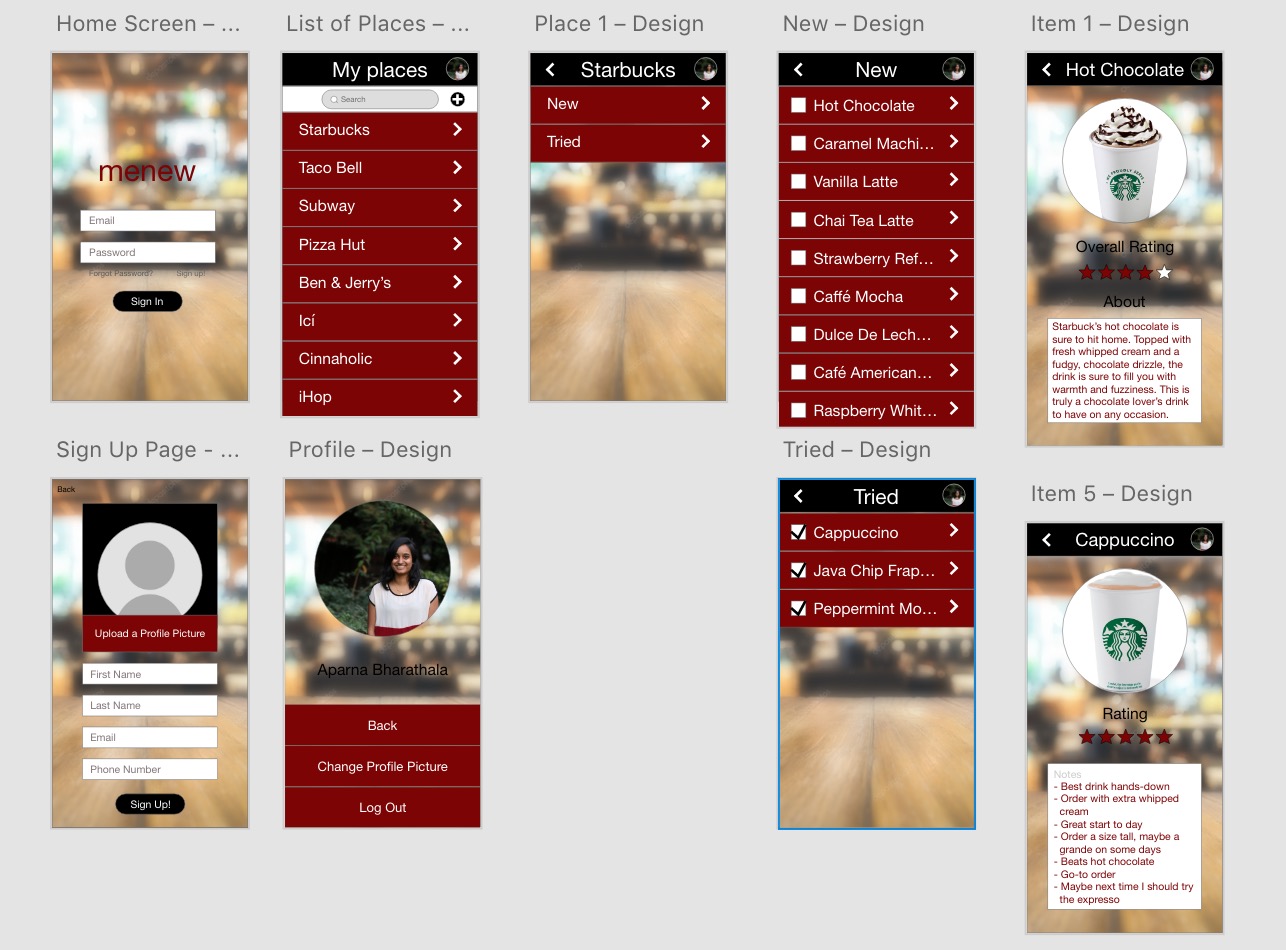 Home Screen – ...
menew
Email
Password
Forgot Password?
Sign up!
Sign In
List of Places – ...
My places
Search
Starbucks
Taco Bell
Subway
Pizza Hut
Ben & Jerry’s
Icí
Cinnaholic
iHop
Place 1 – Design
Starbucks
New
Tried
New – Design
New
Hot Chocolate
Caramel Machi...
Vanilla Latte
Chai Tea Latte
Strawberry Ref...
Caffé Mocha
Dulce De Lech...
Café American...
Raspberry Whit...
Item 1 – Design
Hot Chocolate
Overall Rating
About
Starbuck’s hot chocolate is
sure to hit home. Topped with
fresh whipped cream and a
fudgy, chocolate drizzle, the
drink is sure to fill you with
warmth and fuzziness. This is
truly a chocolate lover’s drink
to have on any occasion.
Sign Up Page - ...
Back
Upload a Profile Picture
First Name
Last Name
Email
Phone Number
Sign Up!
Profile – Design
Aparna Bharathala
Back
Change Profile Picture
Log Out
Tried – Design
Tried
Cappuccino
Java Chip Frap...
Peppermint Mo...
Item 5 – Design
Cappuccino
Rating
Notes
- Best drink hands-down
- Order with extra whipped
cream
- Great start to day
- Order a size tall, maybe a
grande on some days
- Beats hot chocolate
- Go-to order
- Maybe next time I should try
the expresso